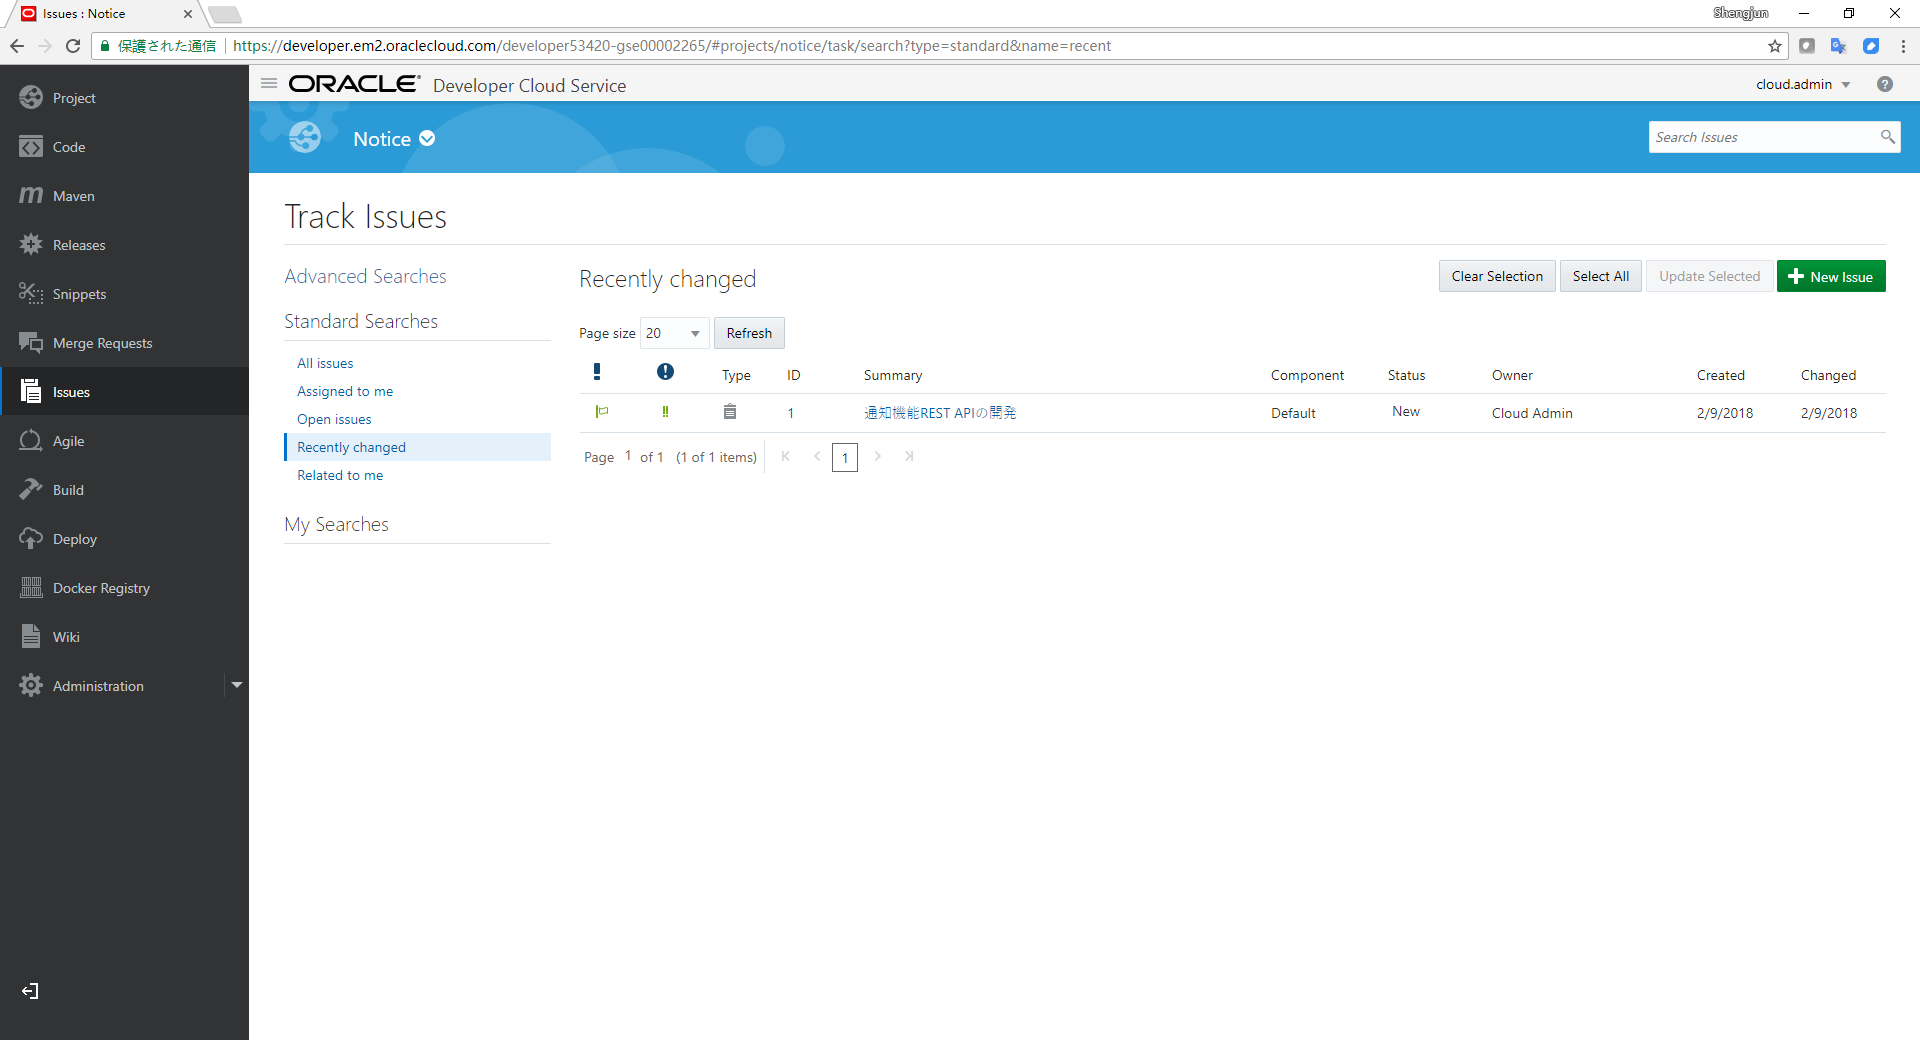 Issues : Notice
Shengjun
保護された通信
https://developer.em2.oraclecloud.com/developer53420-gse00002265/#projects/notice/task/search?type=standard&name=recent
Project
Code
Maven
Releases
Snippets
Merge Requests
Issues
Agile
Build
Deploy
Docker Registry
Wiki
Administration
ORACLE Developer Cloud Service
cloud.admin
Notice
Search Issues
Track Issues
Advanced Searches
Standard Searches
All issues
Assigned to me
Open issues
Recently changed
Related to me
My Searches
Recently changed
Clear Selection Select All Update Selected New Issue
Page size 20 Refresh
Type ID Summary Component Status Owner Created Changed
1 通知機能REST APIの開発 Default New Cloud Admin 2/9/2018 2/9/2018
Page 1 of 1 (1 of 1 items) 1